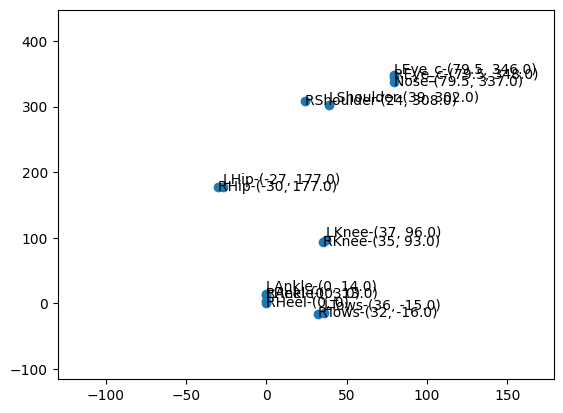 400
300
200
100
0
−100
−100
−50
0
50
100
150
LEye_c-(79.5, 346.0)
REye_c-(79.5, 348.0)
Nose-(79.5, 337.0)
LShoulder-(39, 302.0)
RShoulder-(24, 308.0)
LHip-(-27, 177.0)
RHip-(-30, 177.0)
LKnee-(37, 96.0)
RKnee-(35, 93.0)
LAnkle-(0, 14.0)
RHeel-(0, 0)
LTows-(36, -15.0)
RTows-(32, -16.0)